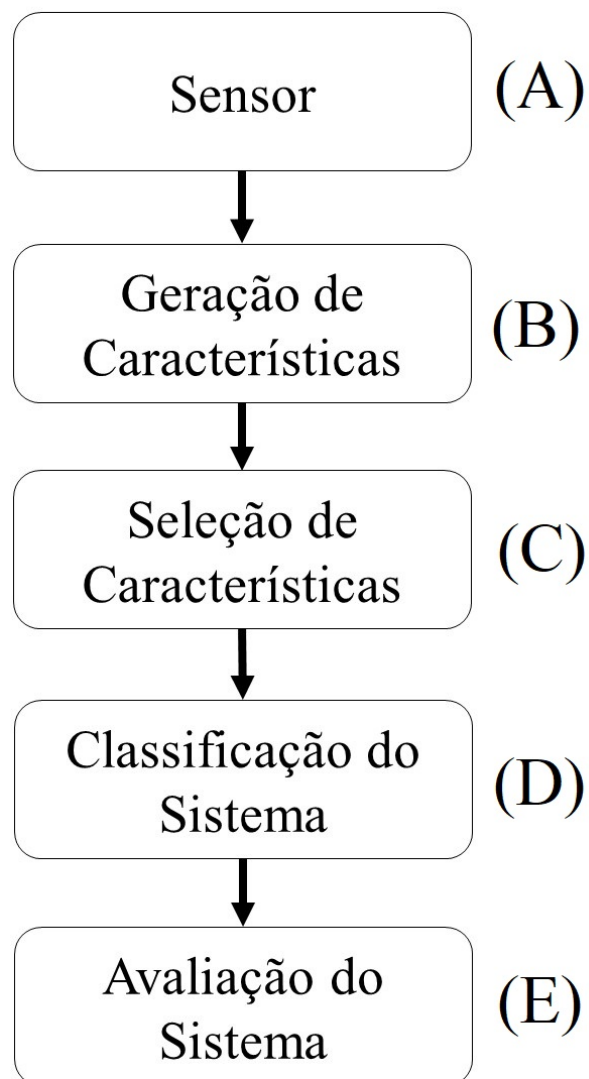 Sensor (A)
Geração de
Características
(B)
Seleção de
Características
(C)
Classificação do
Sistema
(D)
Avaliação do
Sistema
(E)